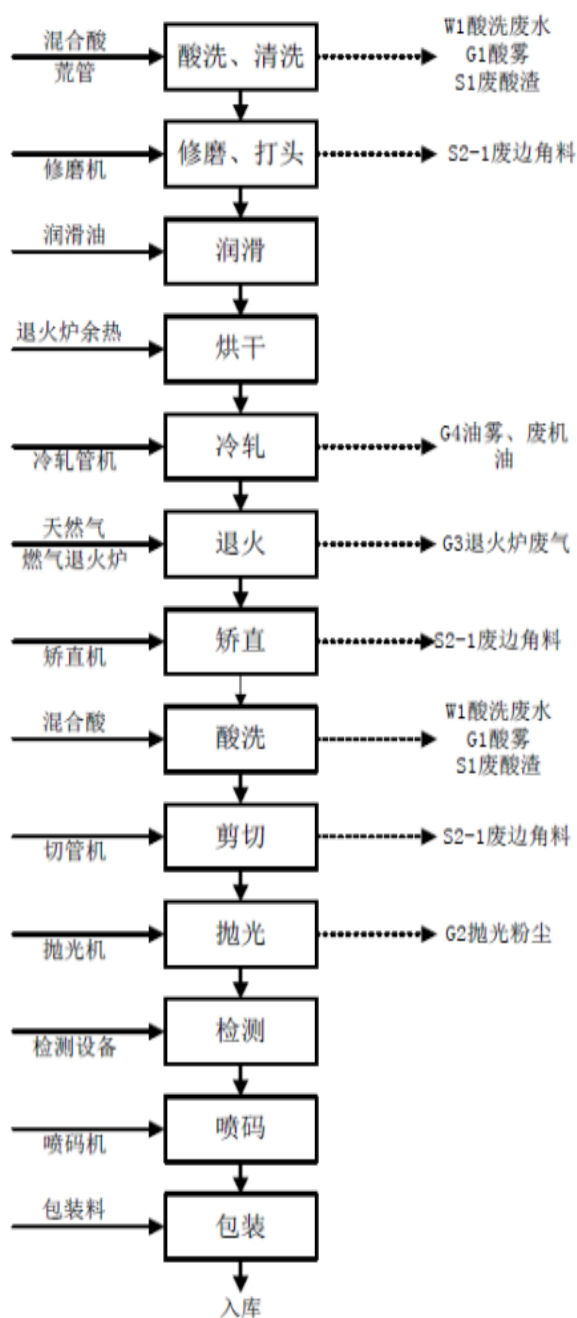 混合酸
荒管
酸洗、清洗
W1酸洗废水
G1酸雾
S1废酸渣
修磨机
修磨、打头
S2-1废边角料
润滑油
润滑
退火炉余热
烘干
冷轧管机
冷轧
G4油雾、废机
油
天然气
燃气退火炉
退火
G3退火炉废气
矫直机
矫直
S2-1废边角料
混合酸
酸洗
W1酸洗废水
G1酸雾
S1废酸渣
切管机
剪切
S2-1废边角料
抛光机
抛光
G2抛光粉尘
检测设备
检测
喷码机
喷码
包装料
包装
入库